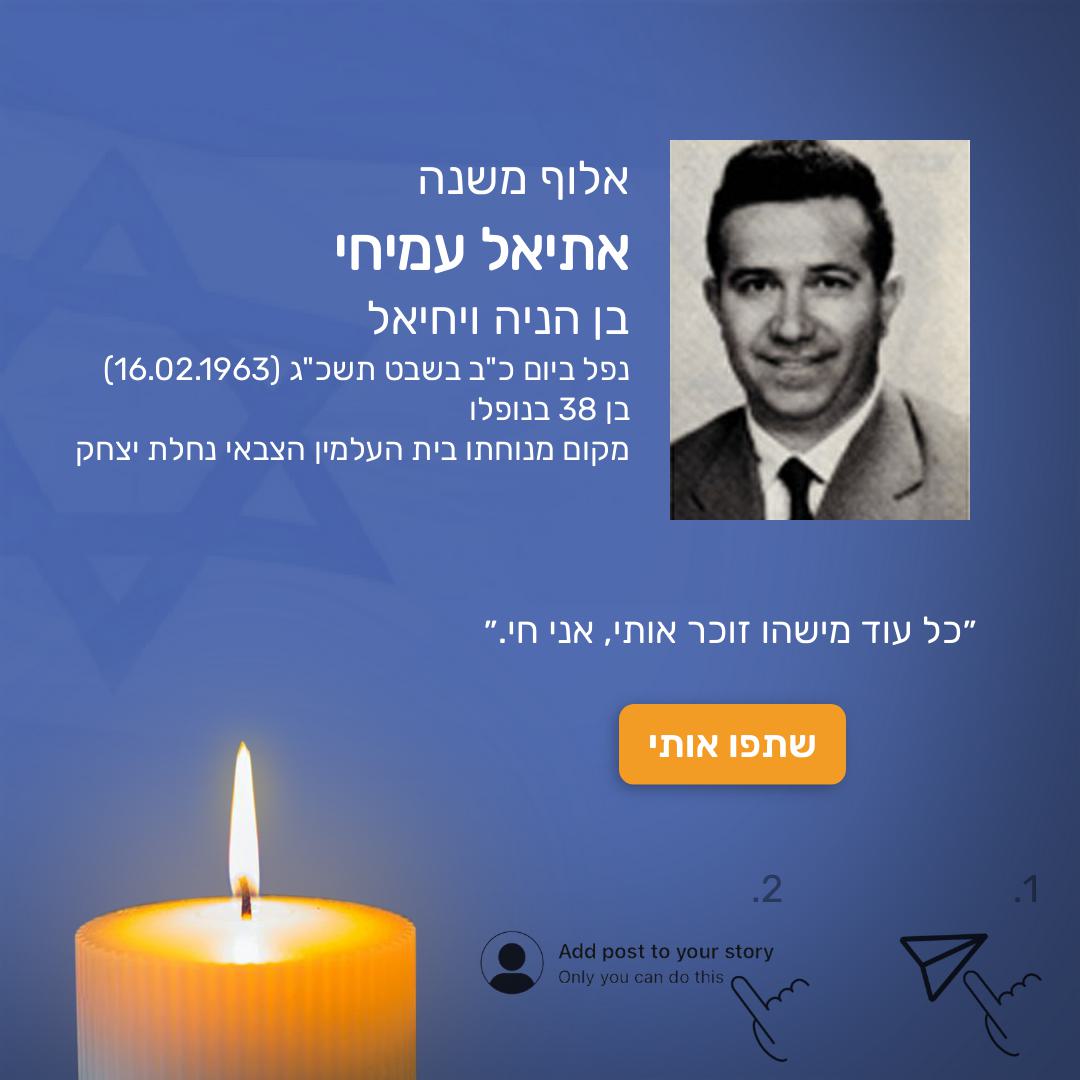 אלוף משנה
אתיאל עמיחי
בן הניה ויחיאל
נפל ביום כ"ב בשבט תשכ"ג (16.02.1963)
בן 38 בנופלו
מקום מנוחתו בית העלמין הצבאי נחלת יצחק
״כל עוד מישהו זוכר אותי, אני חי.״
שתפו אותי
.1
.2
Add post to your story
Only you can do this